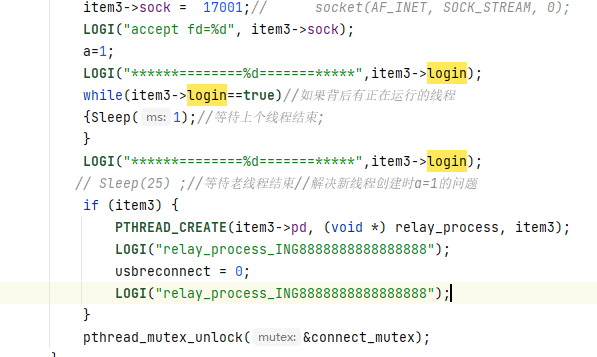 item3->sock =  17001;//      socket(AF_INET, SOCK_STREAM, 0);
LOGI("accept fd=%d", item3->sock);
a=1;
LOGI("******========%d=======*****",item3->login);
while(item3->login==true)//如果背后有正在运行的线程
{Sleep( ms: 1);//等待上个线程结束;
}
LOGI("******========%d=======*****",item3->login);
// Sleep(25) ;//等待老线程结束//解决新线程创建时a=1的问题
if (item3) {
PTHREAD_CREATE(item3->pd, (void *) relay_process, item3);
LOGI("relay_process_ING8888888888888888");
usbreconnect = 0;
LOGI("relay_process_ING8888888888888888");
}
pthread_mutex_unlock( mutex: &connect_mutex);